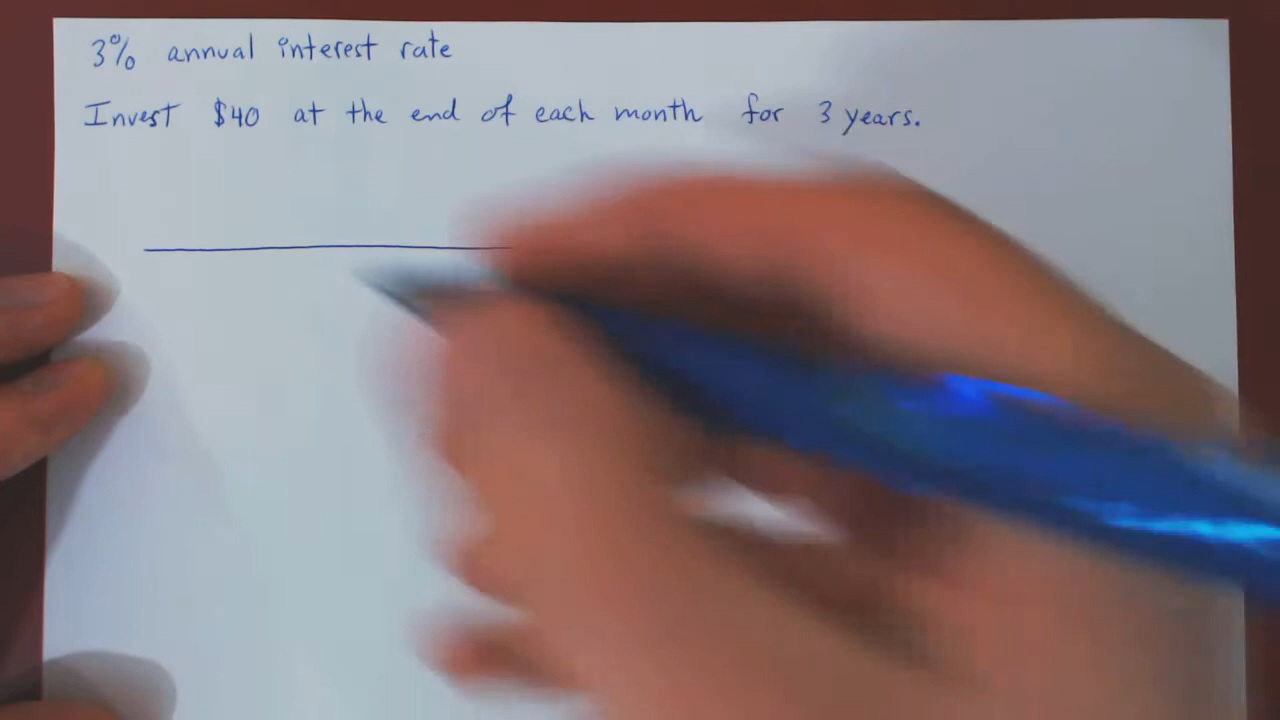 3% annual interest rate
Invest $40 at the end of each month for 3 years.